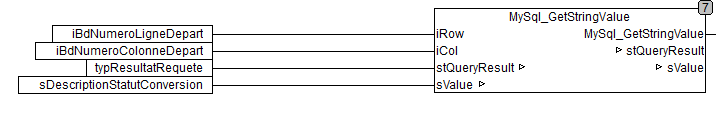 7
MySql_GetStringValue
iBdNumeroLigneDepart iRow MySql_GetStringValue
iBdNumeroColonneDepart iCol stQueryResult
typResultatRequete stQueryResult sValue
sDescriptionStatutConversion sValue